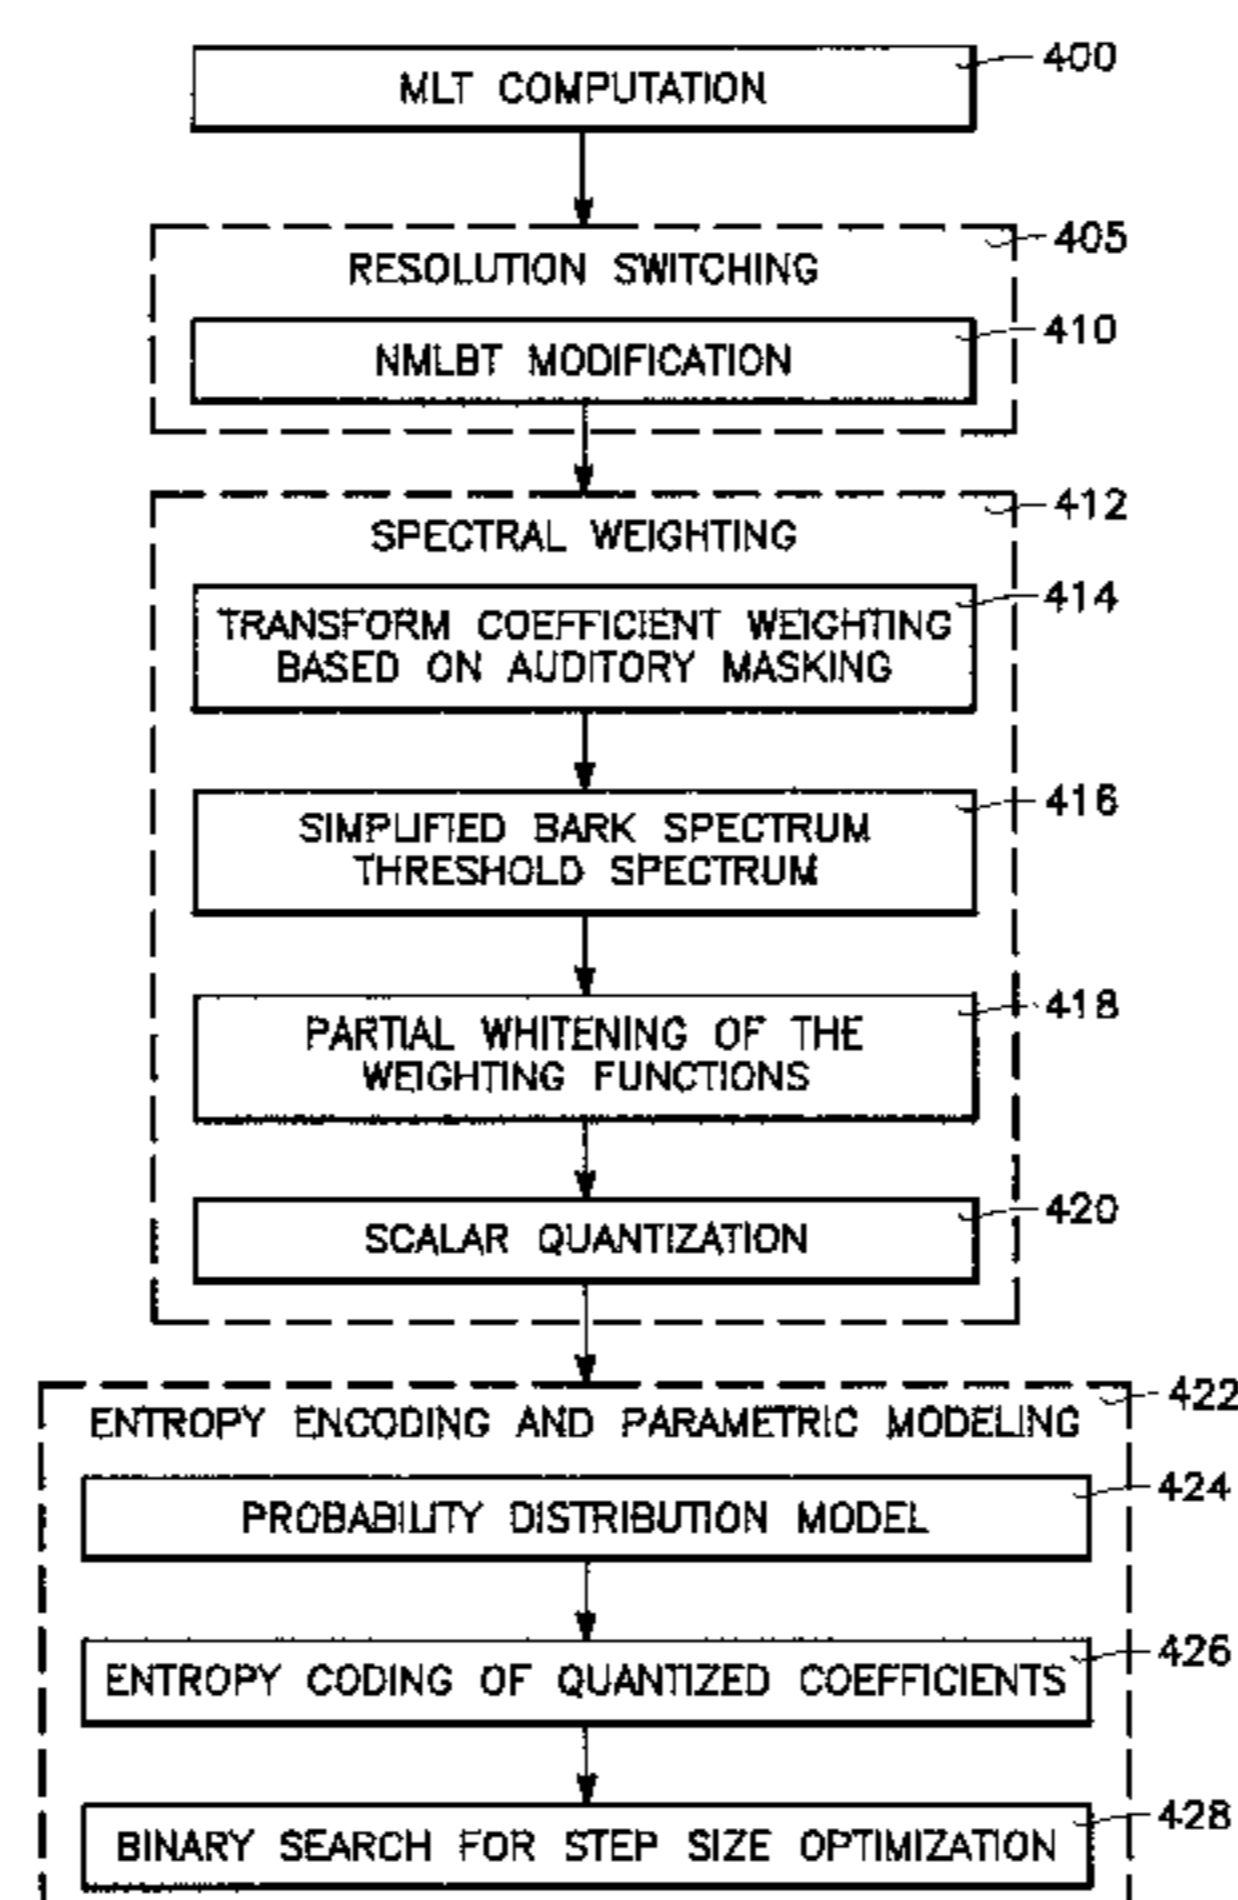 MLT COMPUTATION
400
RESOLUTION SWITCHING
405
NMLBT MODIFICATION
410
SPECTRAL WEIGHTING
412
TRANSFORM COEFFICIENT WEIGHTING
BASED ON AUDITORY MASKING
414
SIMPLIFIED BARK SPECTRUM
THRESHOLD SPECTRUM
416
PARTIAL WHITENING OF THE
WEIGHTING FUNCTIONS
418
SCALAR QUANTIZATION
420
ENTROPY ENCODING AND PARAMETRIC MODELING
422
PROBABILITY DISTRIBUTION MODEL
424
ENTROPY CODING OF QUANTIZED COEFFICIENTS
426
BINARY SEARCH FOR STEP SIZE OPTIMIZATION
428